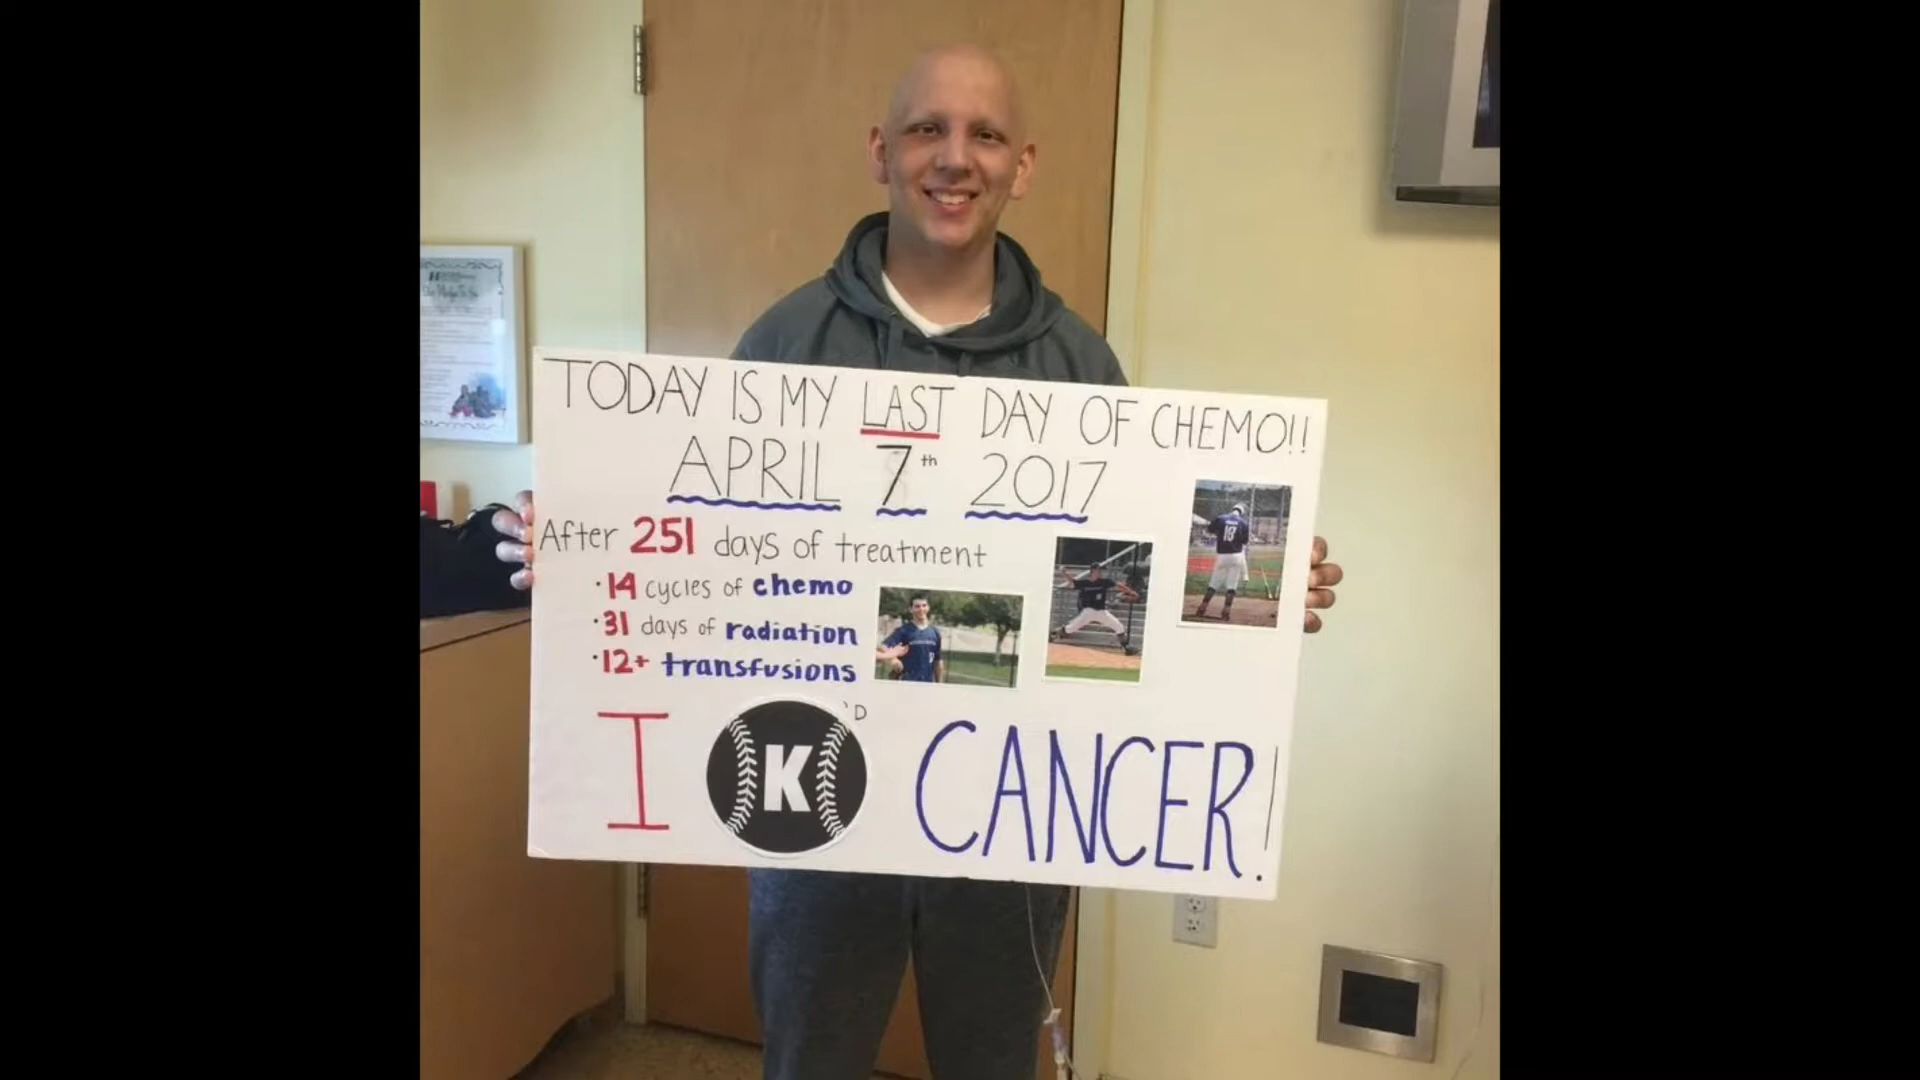 TODAY IS MY LAST DAY OF CHEMO!!
APRIL 7th 2017
After 251 days of treatment
· 14 cycles of chemo
· 31 days of radiation
· 12+ transfusions
'D
I K CANCER!
18